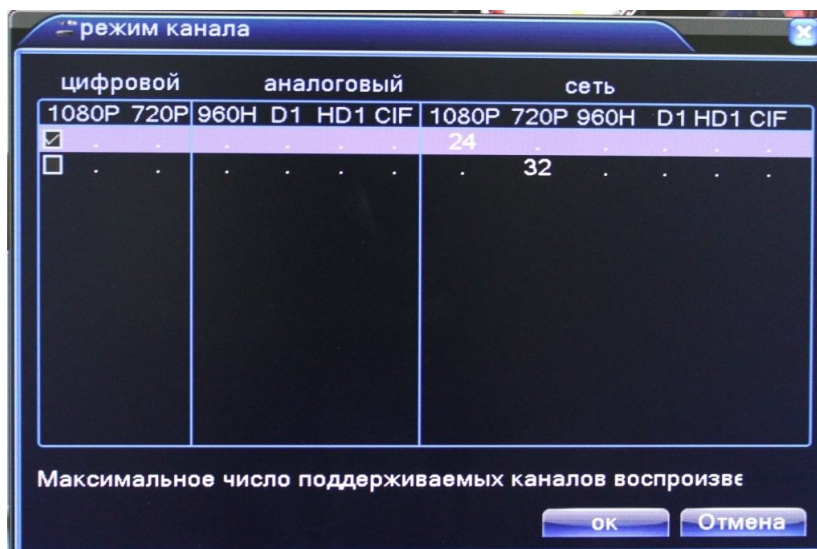 режим канала
цифровой аналоговый сеть
1080P 720P 960H D1 HD1 CIF 1080P 720P 960H D1 HD1 CIF
. . . . . . 24 . . . . .
. . . . . . . 32 . . . .
Максимальное число поддерживаемых каналов воспроизве
ок Отмена